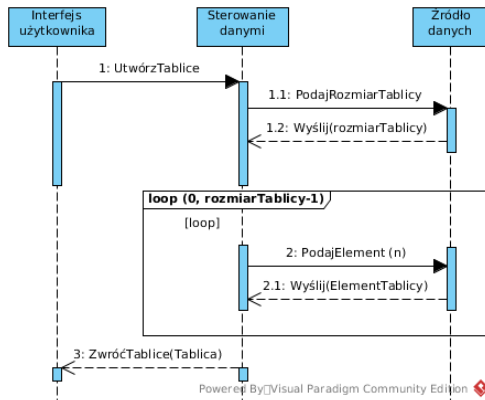 Interfejs
użytkownika
Sterowanie
danymi
Źródło
danych
1: UtwórzTablice
1.1: PodajRozmiarTablicy
1.2: Wyślij(rozmiarTablicy)
loop (0, rozmiarTablicy-1)
[loop]
2: PodajElement (n)
2.1: Wyślij(ElementTablicy)
3: ZwróćTablice(Tablica)
Powered By Visual Paradigm Community Edition